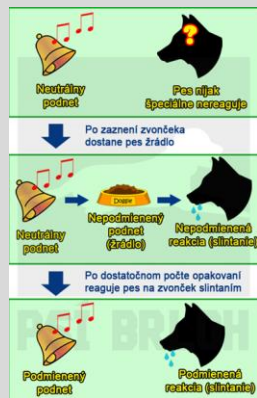 Neutrálny
podnet
?
Pes nijak
špeciálne nereaguje
Po zaznení zvončeka
dostane pes žrádlo
Neutrálny
podnet
Doggie
Nepodmienený
podnet
(žrádlo)
Nepodmienená
reakcia (slintanie)
Po dostatočnom počte opakovaní
reaguje pes na zvonček slintaním
Podmienený
podnet
Podmienená
reakcia (slintanie)